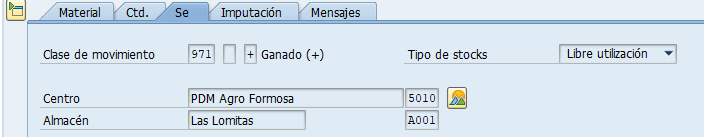 Material Ctd. Se Imputación Mensajes
Clase de movimiento 971 + Ganado (+) Tipo de stocks Libre utilización
Centro PDM Agro Formosa 5010
Almacén Las Lomitas A001